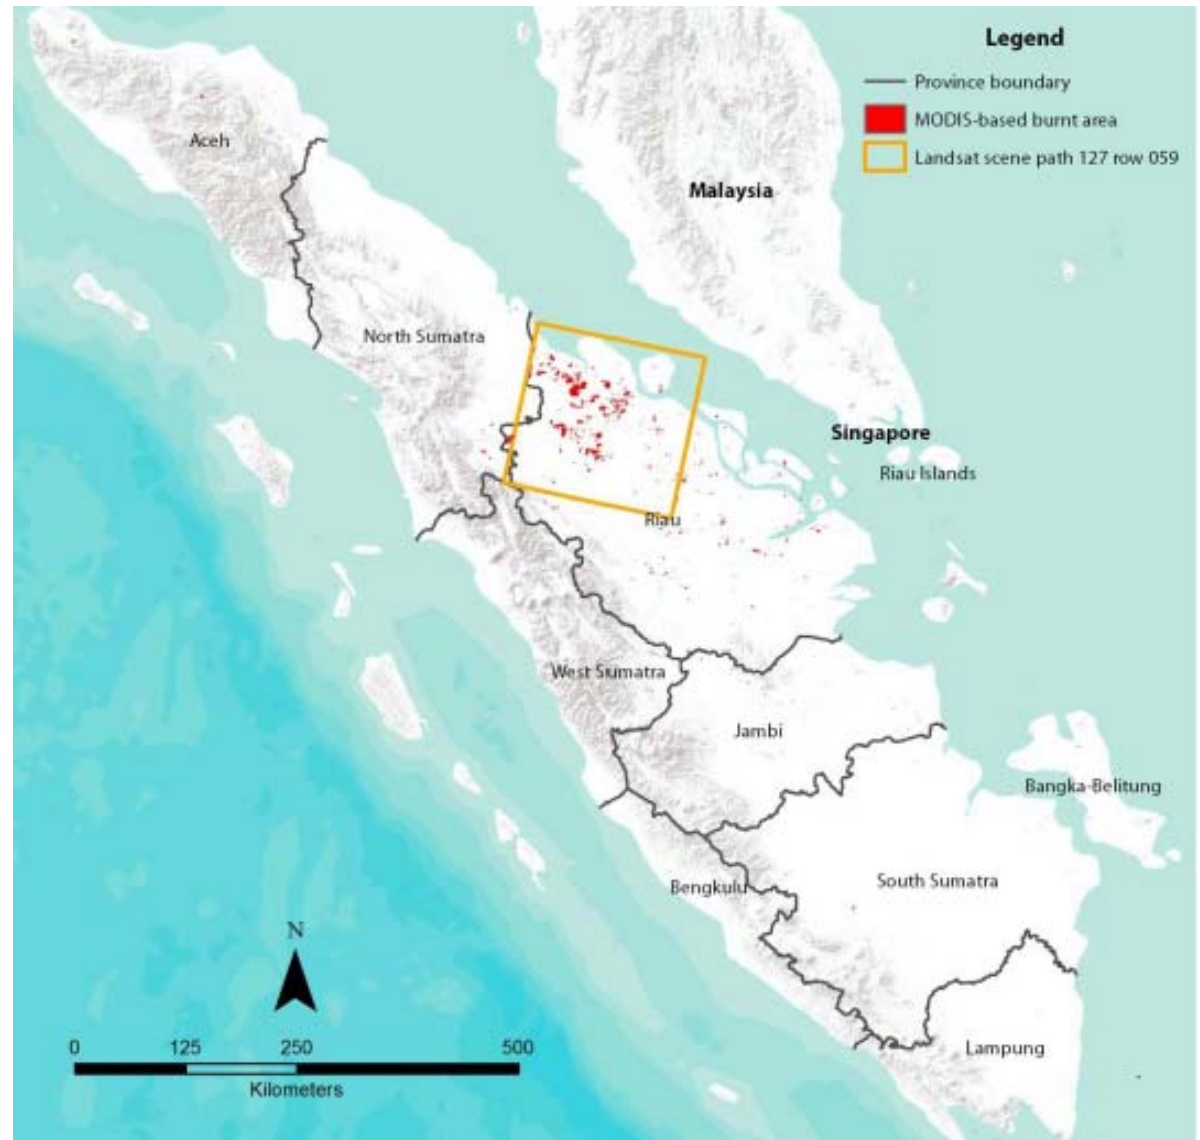 Legend
Province boundary
MODIS-based burnt area
Landsat scene path 127 row 059
Aceh
Malaysia
North Sumatra
Singapore
Riau Islands
Riau
West Sumatra
Jambi
Bangka-Belitung
Bengkulu
South Sumatra
N
Lampung
0 125 250 500
Kilometers